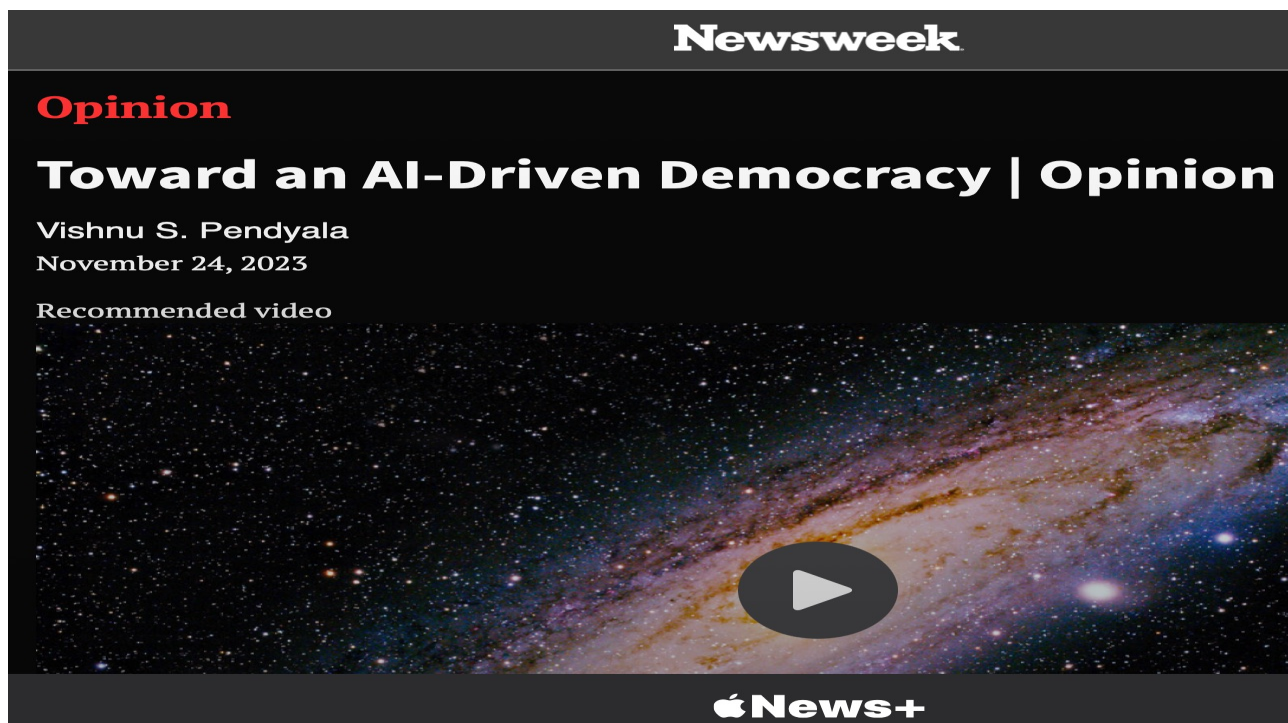 Newsweek
Opinion
Toward an AI-Driven Democracy | Opinion
Vishnu S. Pendyala
November 24, 2023
Recommended video
News+